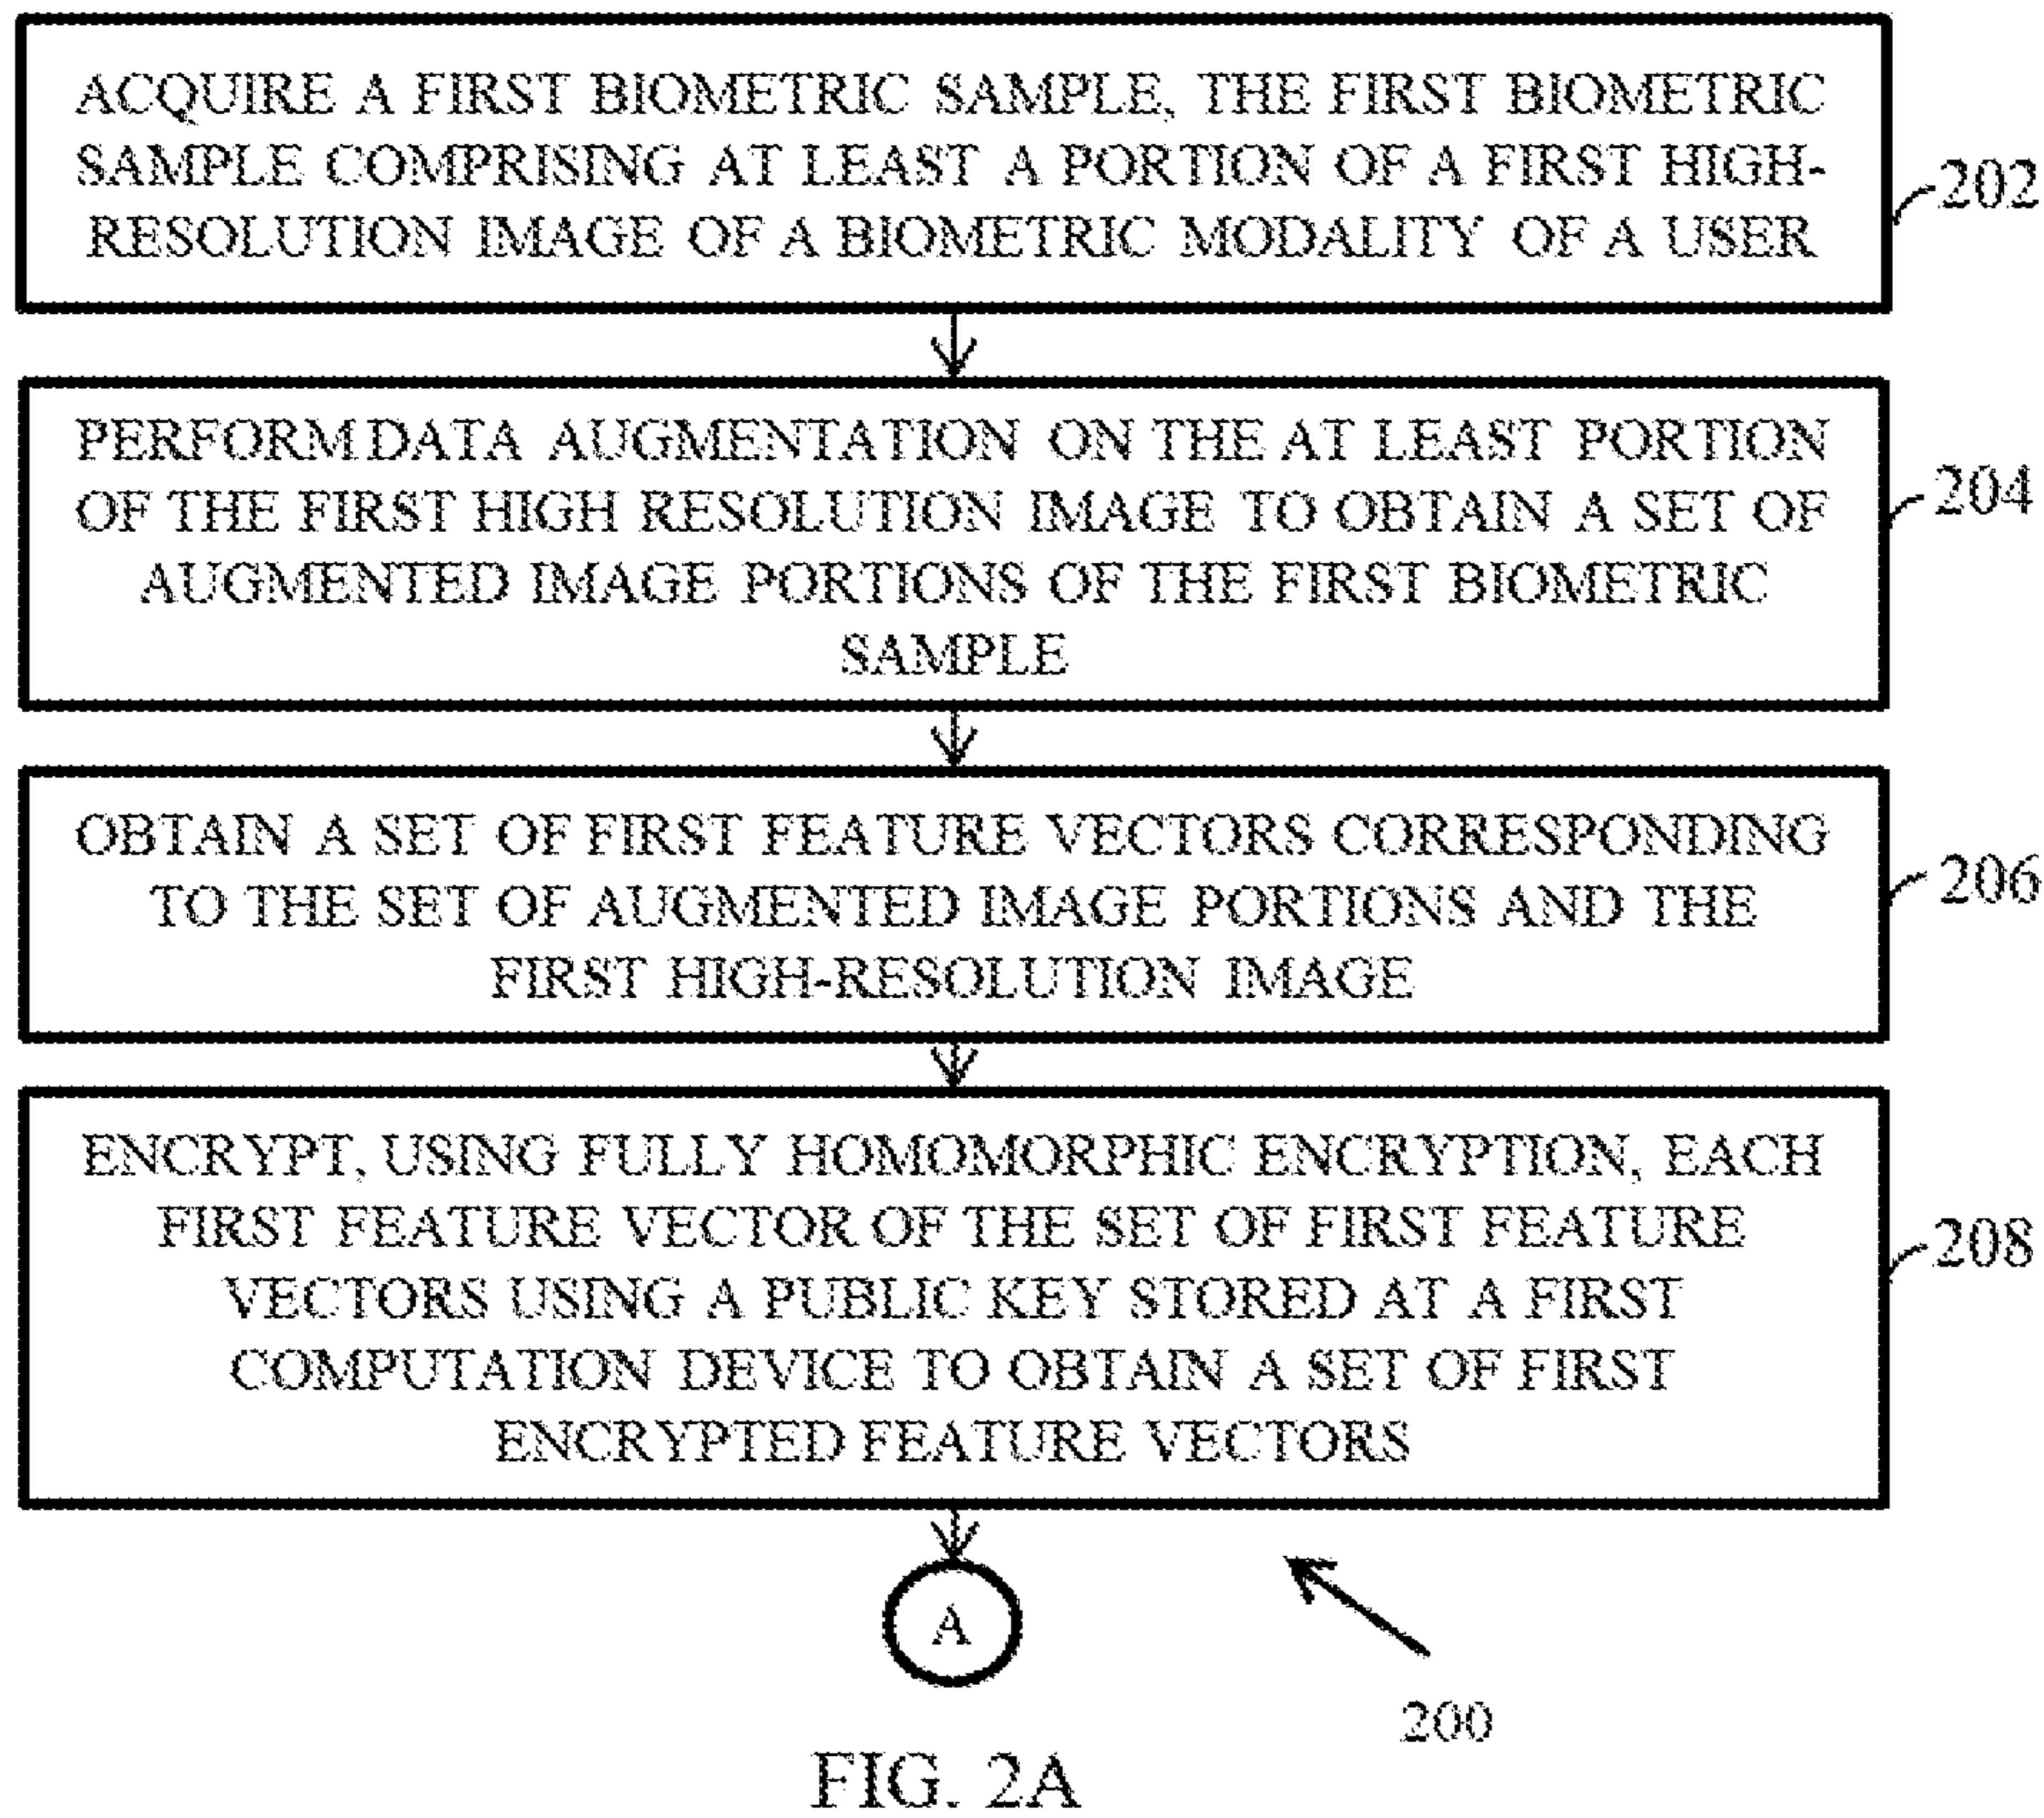 ACQUIRE A FIRST BIOMETRIC SAMPLE, THE FIRST BIOMETRIC
SAMPLE COMPRISING AT LEAST A PORTION OF A FIRST HIGH-
RESOLUTION IMAGE OF A BIOMETRIC MODALITY OF A USER
202
PERFORM DATA AUGMENTATION ON THE AT LEAST PORTION
OF THE FIRST HIGH RESOLUTION IMAGE TO OBTAIN A SET OF
AUGMENTED IMAGE PORTIONS OF THE FIRST BIOMETRIC
SAMPLE
204
OBTAIN A SET OF FIRST FEATURE VECTORS CORRESPONDING
TO THE SET OF AUGMENTED IMAGE PORTIONS AND THE
FIRST HIGH-RESOLUTION IMAGE
206
ENCRYPT, USING FULLY HOMOMORPHIC ENCRYPTION, EACH
FIRST FEATURE VECTOR OF THE SET OF FIRST FEATURE
VECTORS USING A PUBLIC KEY STORED AT A FIRST
COMPUTATION DEVICE TO OBTAIN A SET OF FIRST
ENCRYPTED FEATURE VECTORS
208
A
200
FIG. 2A